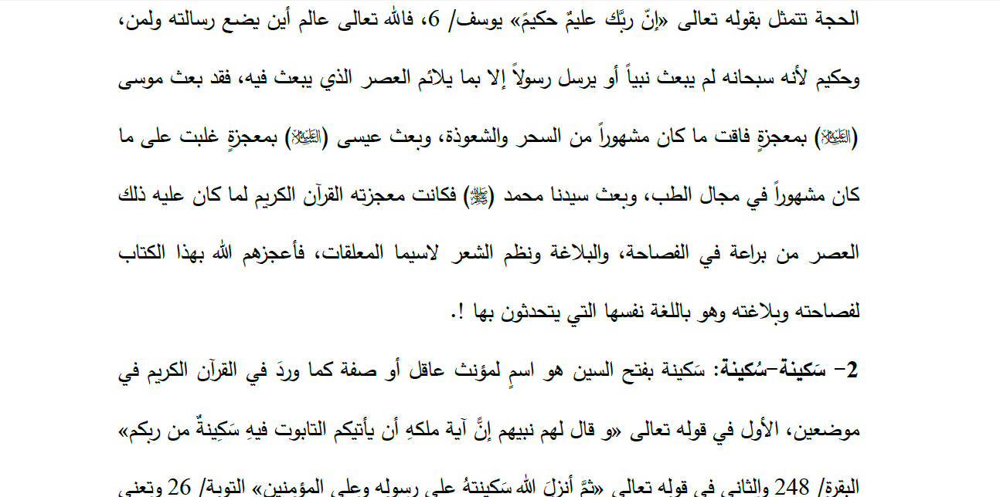 الحجة تتمثل بقوله تعالى «إنّ ربَّك عليمٌ حكيمً» يوسف/ 6، فالله تعالى عالم أين يضع رسالته ولمن،
وحكيم لأنه سبحانه لم يبعث نبياً أو يرسل رسولاً إلا بما يلائم العصر الذي يبعث فيه، فقد بعث موسى
(عليه السلام) بمعجزةٍ فاقت ما كان مشهوراً من السحر والشعوذة، وبعث عيسى (عليه السلام) بمعجزةٍ غلبت على ما
كان مشهوراً في مجال الطب، وبعث سيدنا محمد (ﷺ) فكانت معجزته القرآن الكريم لما كان عليه ذلك
العصر من براعة في الفصاحة، والبلاغة ونظم الشعر لاسيما المعلقات، فأعجزهم الله بهذا الكتاب
لفصاحته وبلاغته وهو باللغة نفسها التي يتحدثون بها !.
2- سَكينة-سُكينة: سَكينة بفتح السين هو اسمٍ لمؤنث عاقل أو صفة كما وردَ في القرآن الكريم في
موضعين، الأول في قوله تعالى «و قال لهم نبيهم إنًّ آية ملكهِ أن يأتيكم التابوت فيهِ سَكِينةٌ من ربكم»
البقرة/ 248 والثاني في قوله تعالى «ثمَّ أنزلَ الله سَكينتهُ على رسوله وعلى المؤمنين» التوبة/ 26 وتعني